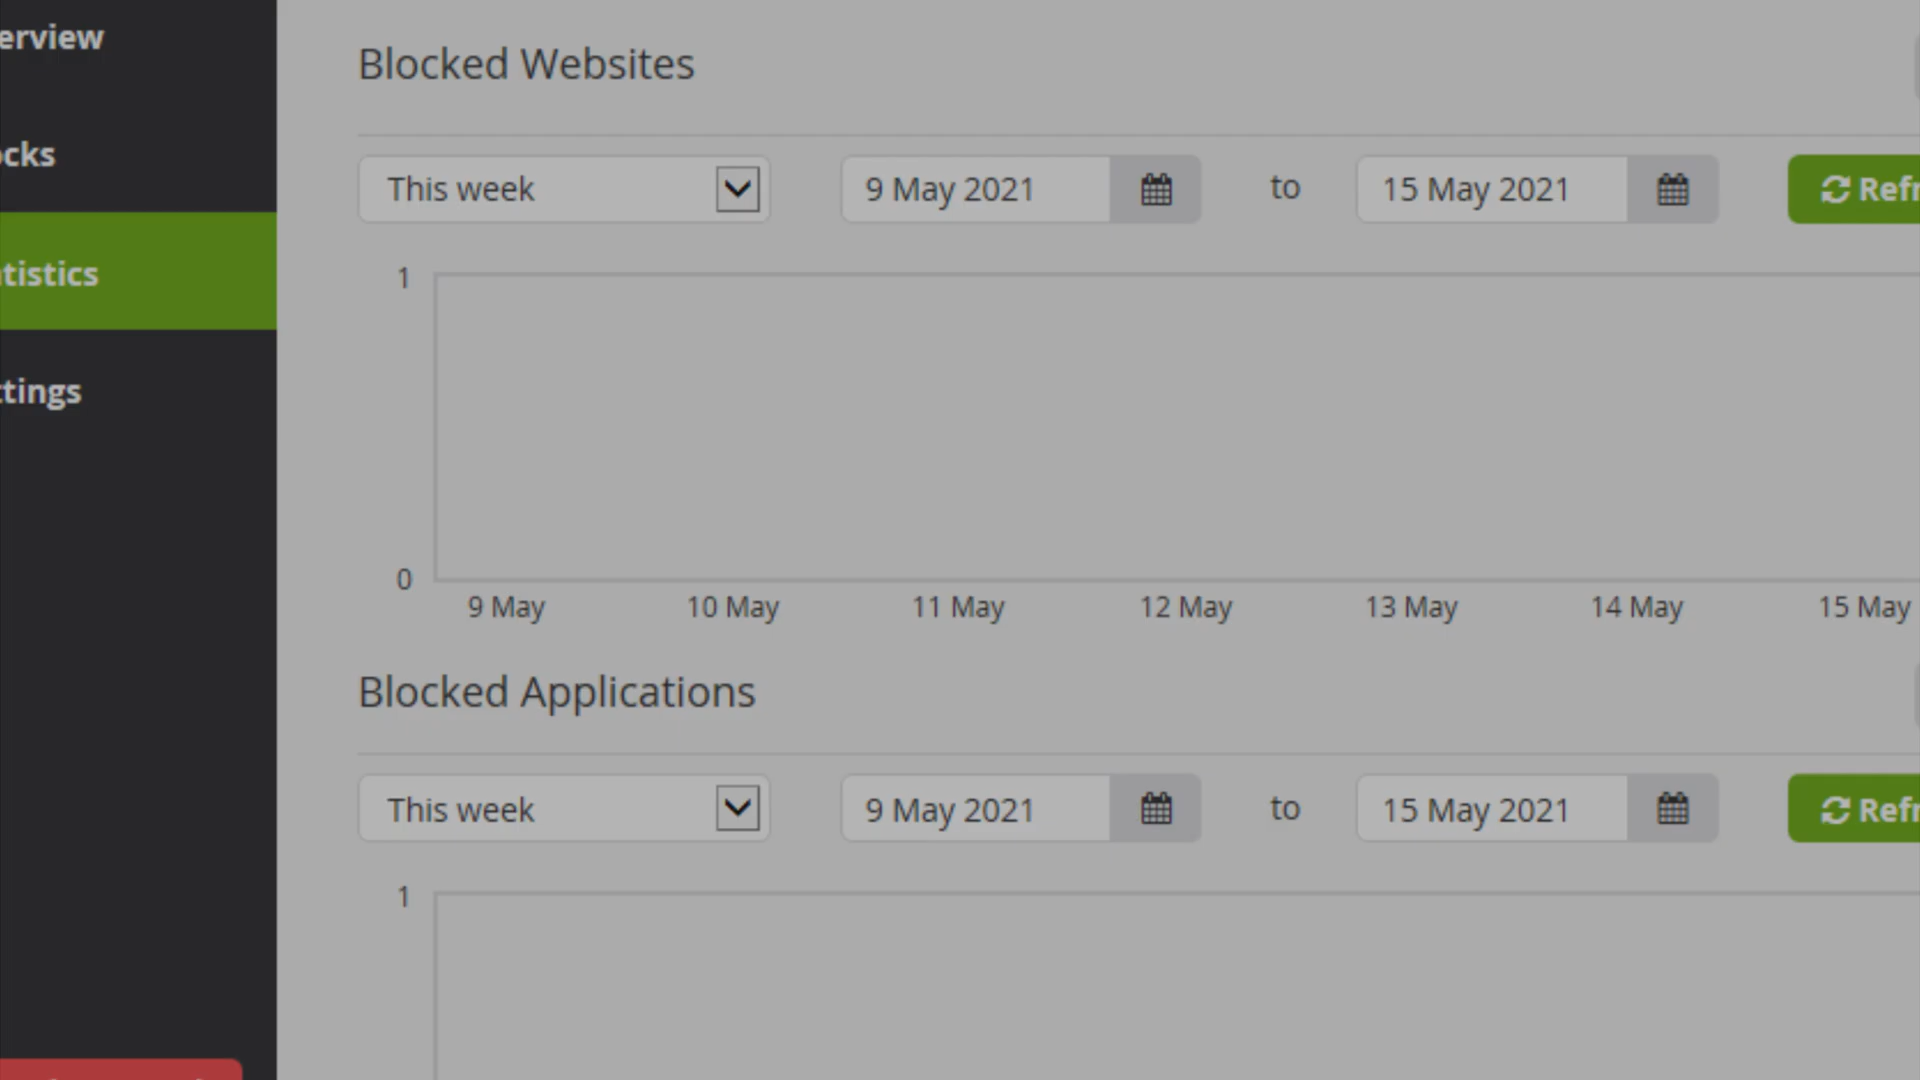 erview
Blocked Websites
ocks
This week 9 May 2021 to 15 May 2021 Refr
tistics
1
ttings
0
9 May 10 May 11 May 12 May 13 May 14 May 15 May
Blocked Applications
This week 9 May 2021 to 15 May 2021 Refr
1